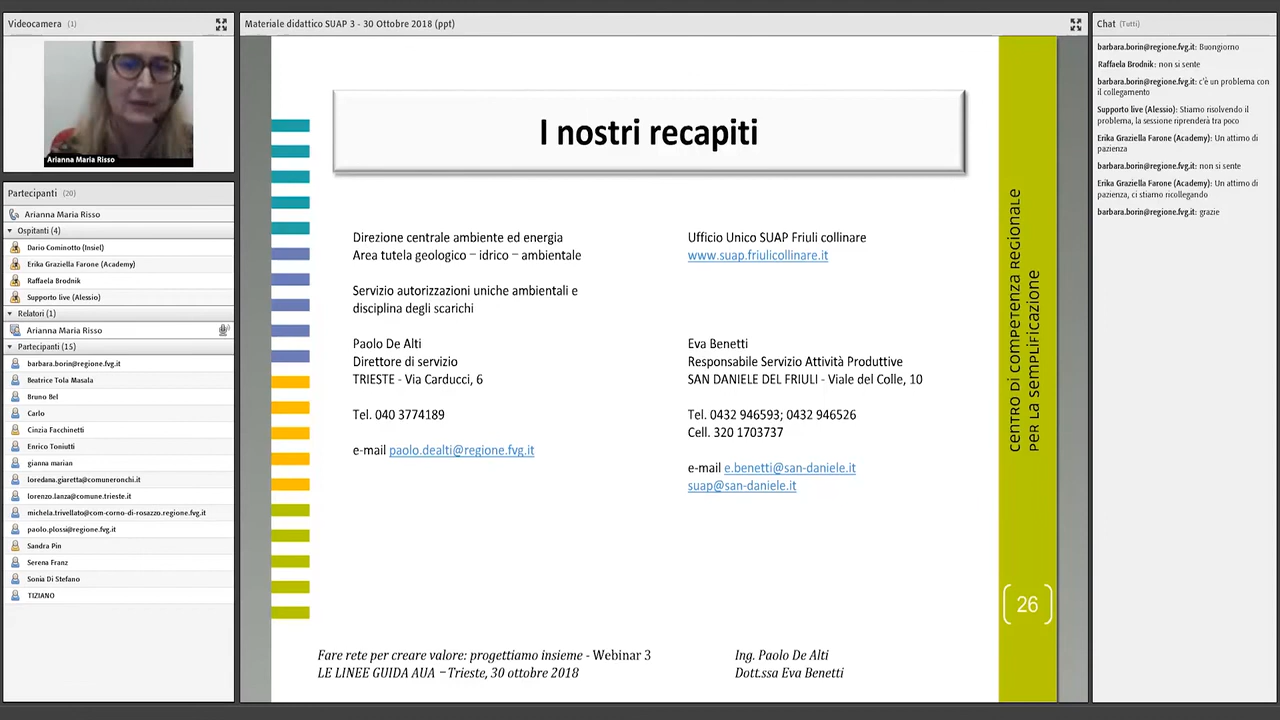 Videocamera (1)
Arianna Maria Risso
Partecipanti (20)
Arianna Maria Risso
Ospitanti (4)
Dario Cominotto (Insiel)
Erika Graziella Farone (Academy)
Raffaela Brodnik
Supporto live (Alessio)
Relatori (1)
Arianna Maria Risso
Partecipanti (15)
barbara.borin@regione.fvg.it
Beatrice Tola Masala
Bruno Bel
Carlo
Cinzia Facchinetti
Enrico Toniutti
gianna marian
loredana.giaretta@comuneronchi.it
lorenzo.lanza@comune.trieste.it
michela.trivellato@com-corno-di-rosazzo.regione.fvg.it
paolo.plossi@regione.fvg.it
Sandra Pin
Serena Franz
Sonia Di Stefano
TIZIANO
Materiale didattico SUAP 3 - 30 Ottobre 2018 (ppt)
I nostri recapiti
Direzione centrale ambiente ed energia
Area tutela geologico – idrico – ambientale
Servizio autorizzazioni uniche ambientali e
disciplina degli scarichi
Paolo De Alti
Direttore di servizio
TRIESTE - Via Carducci, 6
Tel. 040 3774189
e-mail paolo.dealti@regione.fvg.it
Ufficio Unico SUAP Friuli collinare
www.suap.friulicollinare.it
Eva Benetti
Responsabile Servizio Attività Produttive
SAN DANIELE DEL FRIULI - Viale del Colle, 10
Tel. 0432 946593; 0432 946526
Cell. 320 1703737
e-mail e.benetti@san-daniele.it
suap@san-daniele.it
Fare rete per creare valore: progettiamo insieme - Webinar 3
LE LINEE GUIDA AUA –Trieste, 30 ottobre 2018
Ing. Paolo De Alti
Dott.ssa Eva Benetti
CENTRO DI COMPETENZA REGIONALE
PER LA SEMPLIFICAZIONE
26
Chat (Tutti)
barbara.borin@regione.fvg.it: Buongiorno
Raffaela Brodnik: non si sente
barbara.borin@regione.fvg.it: c'è un problema con
il collegamento
Supporto live (Alessio): Stiamo risolvendo il
problema, la sessione riprenderà tra poco
Erika Graziella Farone (Academy): Un attimo di
pazienza
barbara.borin@regione.fvg.it: non si sente
Erika Graziella Farone (Academy): Un attimo di
pazienza, ci stiamo ricollegando
barbara.borin@regione.fvg.it: grazie